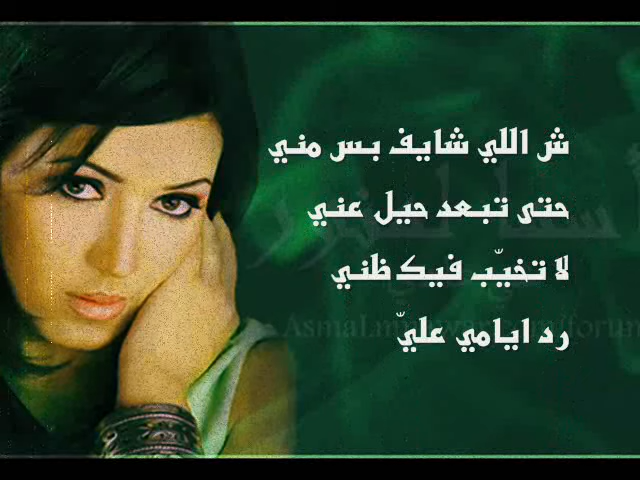 ش اللي شايف بس مني
حتى تبعد حيل عني
لا تخيّب فيك ظني
رد ايامي عليّ